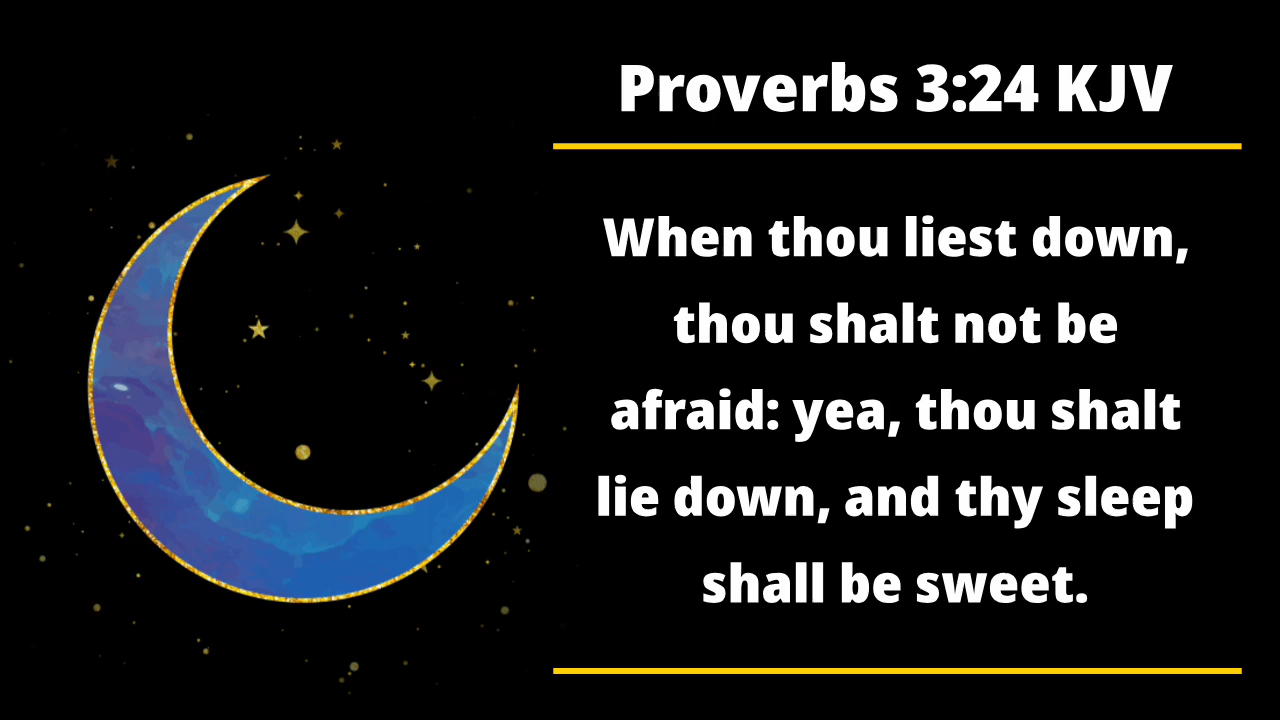 Proverbs 3:24 KJV
When thou liest down,
thou shalt not be
afraid: yea, thou shalt
lie down, and thy sleep
shall be sweet.